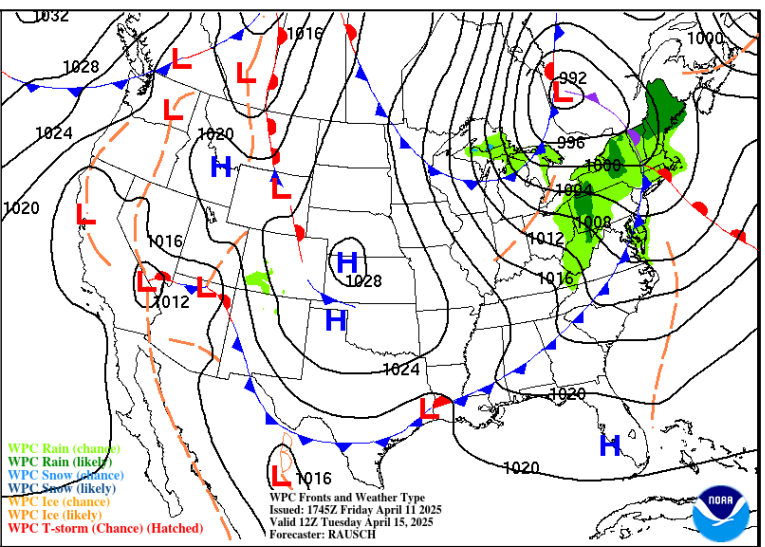 1032
1016
1000
1028
992
1024
1020
996
1000
1004
1020
1008
1016
1012
1016
1012
1028
1024
1020
1020
1016
L
L
L
L
L
L
L
L
L
L
H
H
H
H
WPC Rain (chance)
WPC Rain (likely)
WPC Snow (chance)
WPC Snow (likely)
WPC Ice (chance)
WPC Ice (likely)
WPC T-storm (Chance) (Hatched)
WPC Fronts and Weather Type
Issued: 1745Z Friday April 11 2025
Valid 12Z Tuesday April 15, 2025
Forecaster: RAUSCH
NOAA